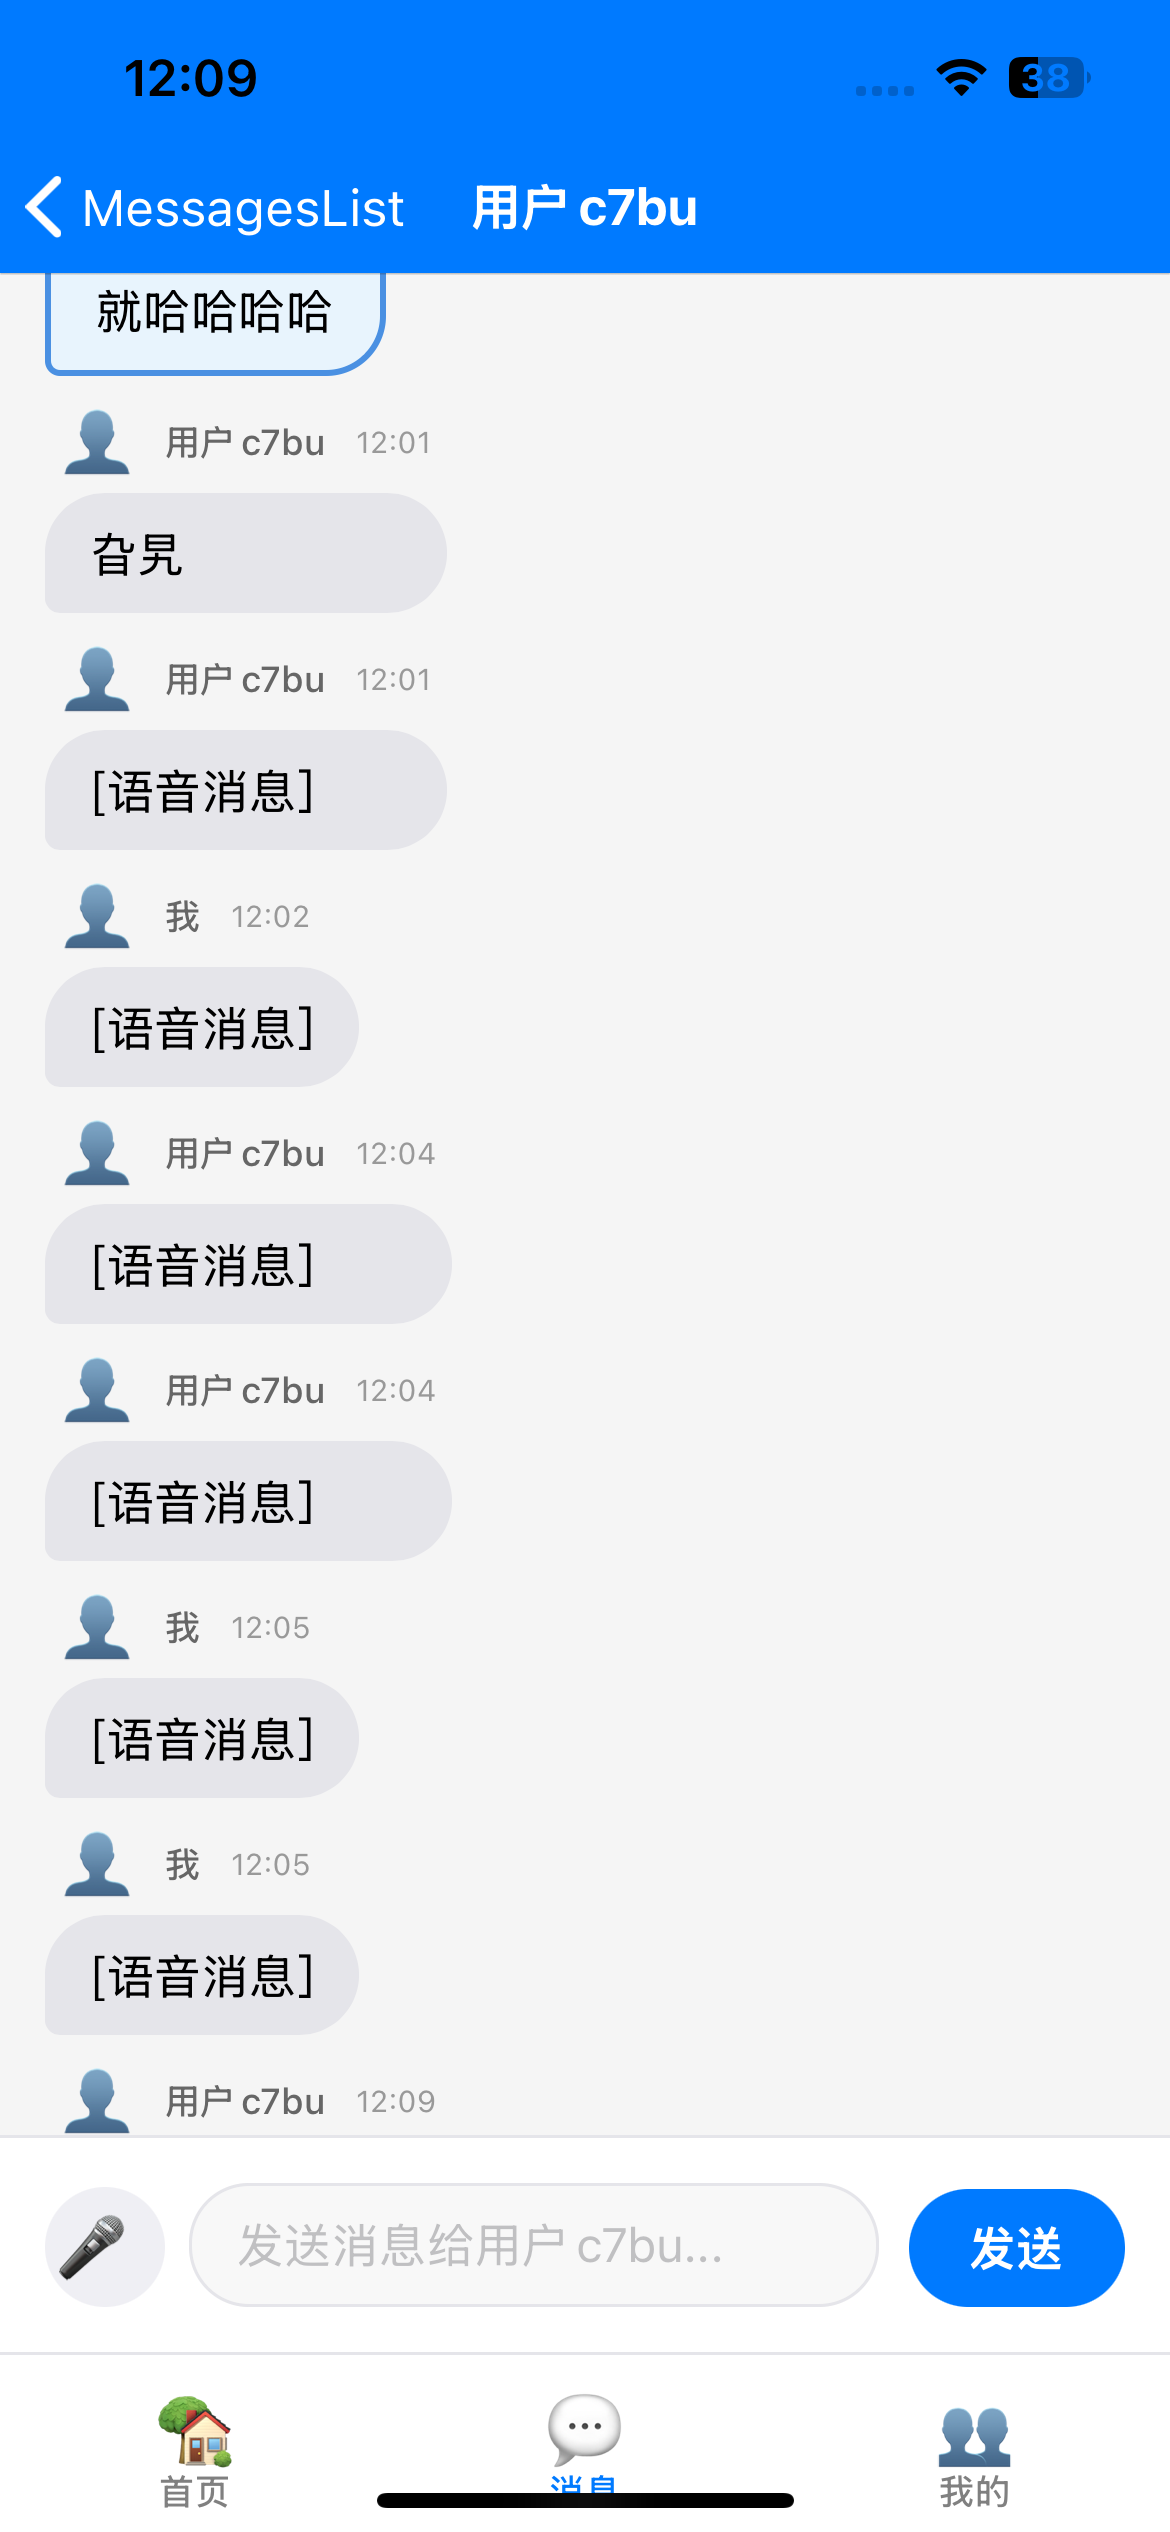 12:09
38
MessagesList 用户 c7bu
就哈哈哈哈
用户 c7bu 12:01
旮旯
用户 c7bu 12:01
[语音消息]
我 12:02
[语音消息]
用户 c7bu 12:04
[语音消息]
用户 c7bu 12:04
[语音消息]
我 12:05
[语音消息]
我 12:05
[语音消息]
用户 c7bu 12:09
发送消息给用户 c7bu...
发送
首页
消息
我的